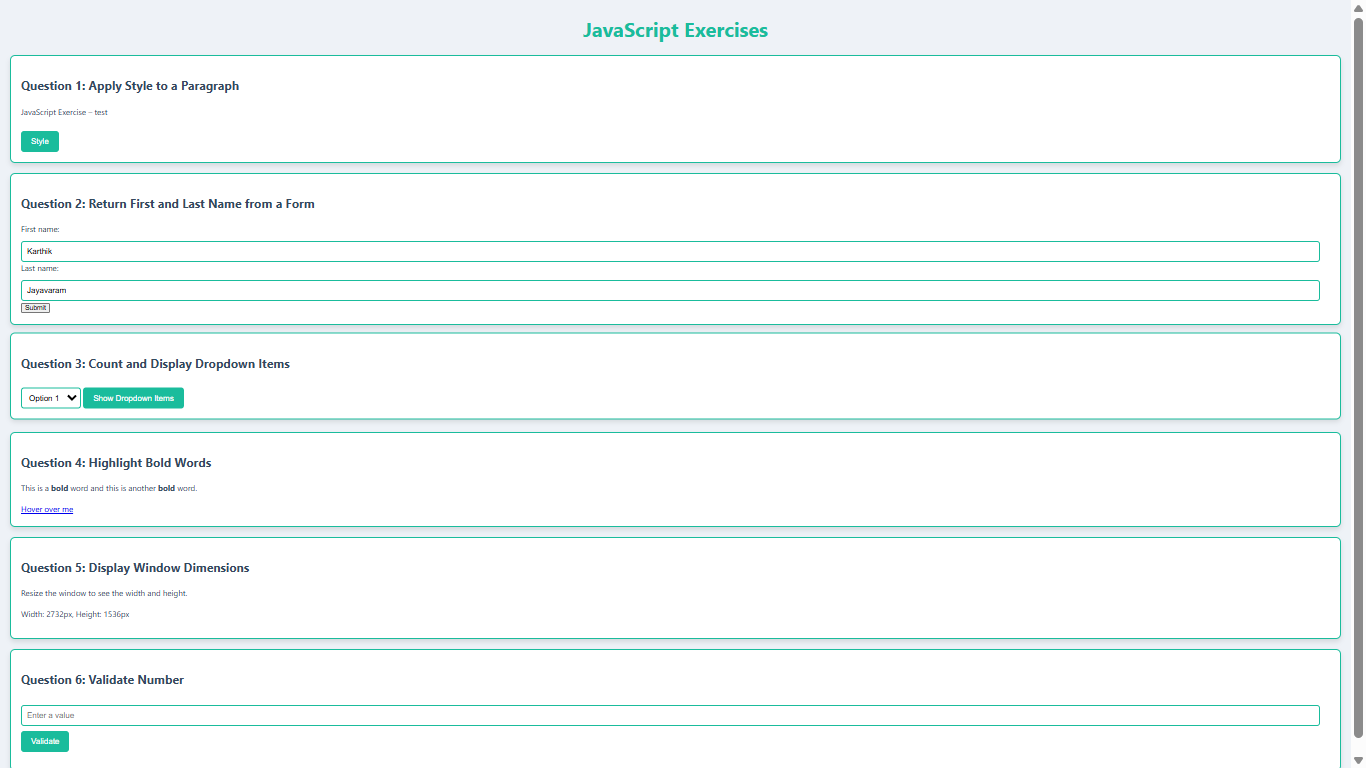 JavaScript Exercises
Question 1: Apply Style to a Paragraph
JavaScript Exercise – test
Style
Question 2: Return First and Last Name from a Form
First name:
Karthik
Last name:
Jayavaram
Submit
Question 3: Count and Display Dropdown Items
Option 1 Show Dropdown Items
Question 4: Highlight Bold Words
This is a bold word and this is another bold word.
Hover over me
Question 5: Display Window Dimensions
Resize the window to see the width and height.
Width: 2732px, Height: 1536px
Question 6: Validate Number
Enter a value
Validate